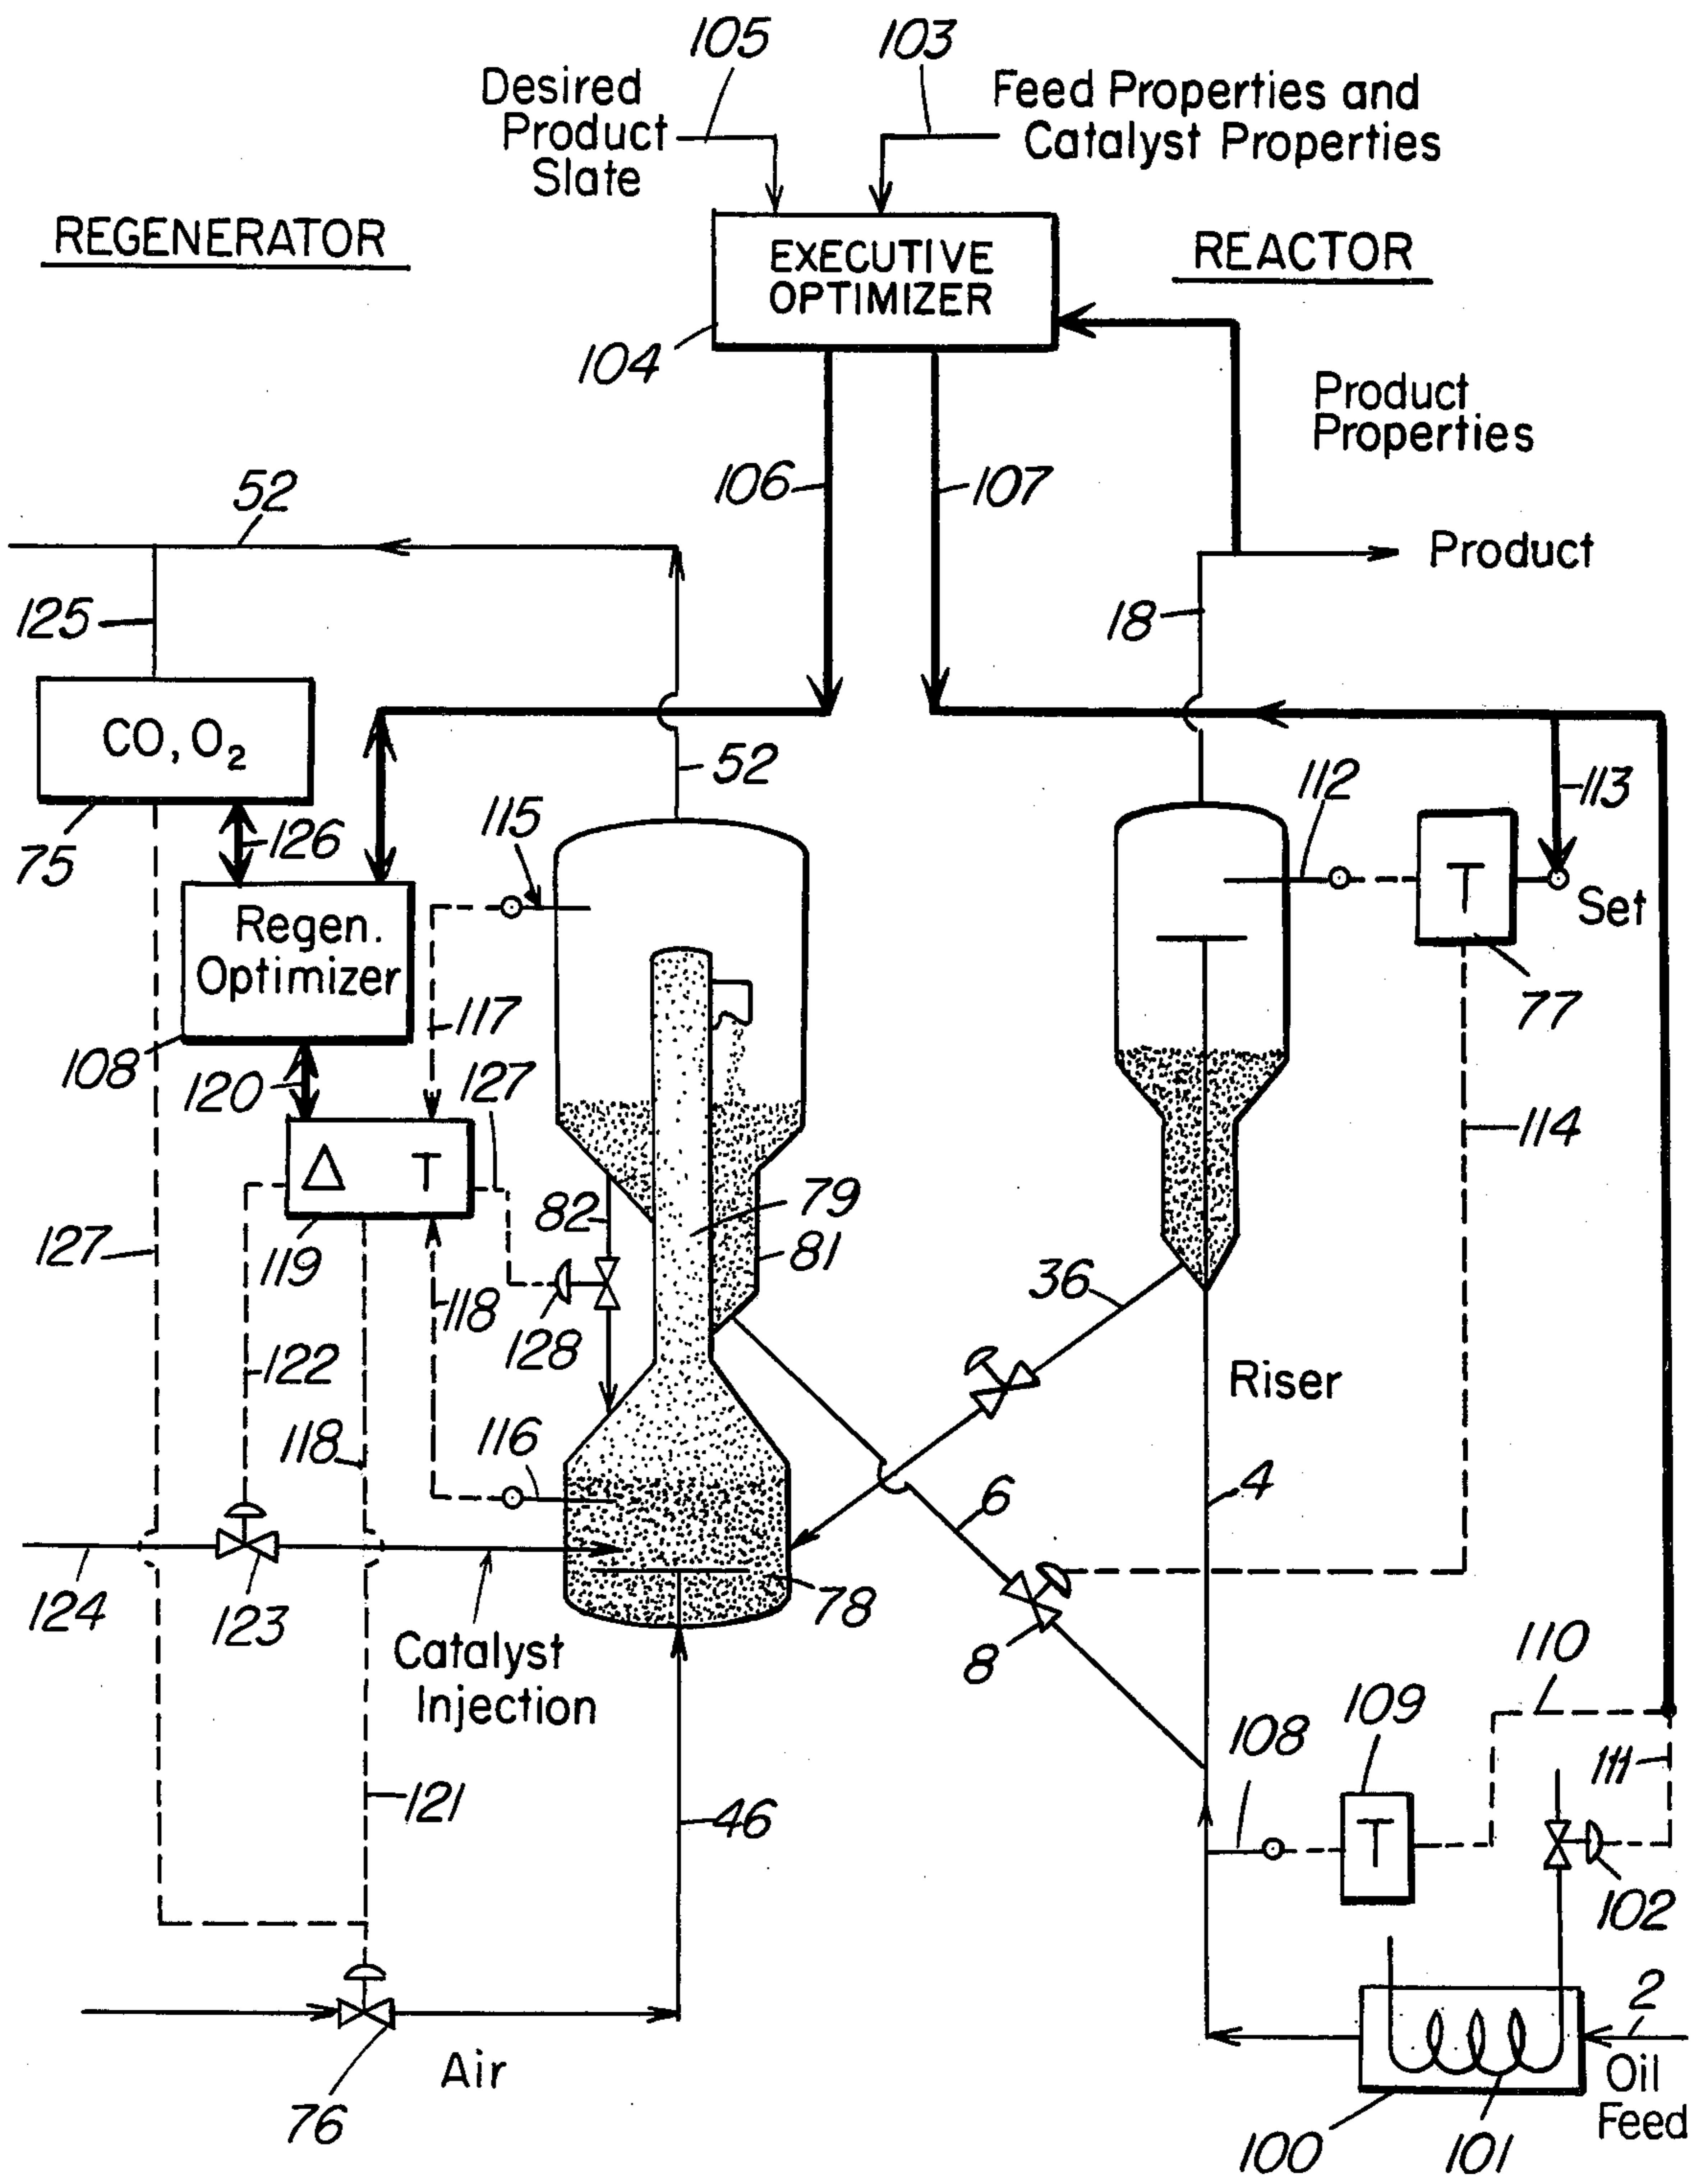 105
103
Desired
Product
Slate
Feed Properties and
Catalyst Properties
REGENERATOR
EXECUTIVE
OPTIMIZER
REACTOR
104
Product
Properties
106
107
52
Product
125
18
CO, O2
52
112
113
75
126
115
T
Set
Regen.
Optimizer
117
77
108
120
127
114
Δ T
82
79
127
119
81
36
118
128
122
Riser
118
116
4
6
124
123
78
8
110
Catalyst
Injection
109
108
111
121
46
T
102
2
Air
Oil
Feed
76
100
101